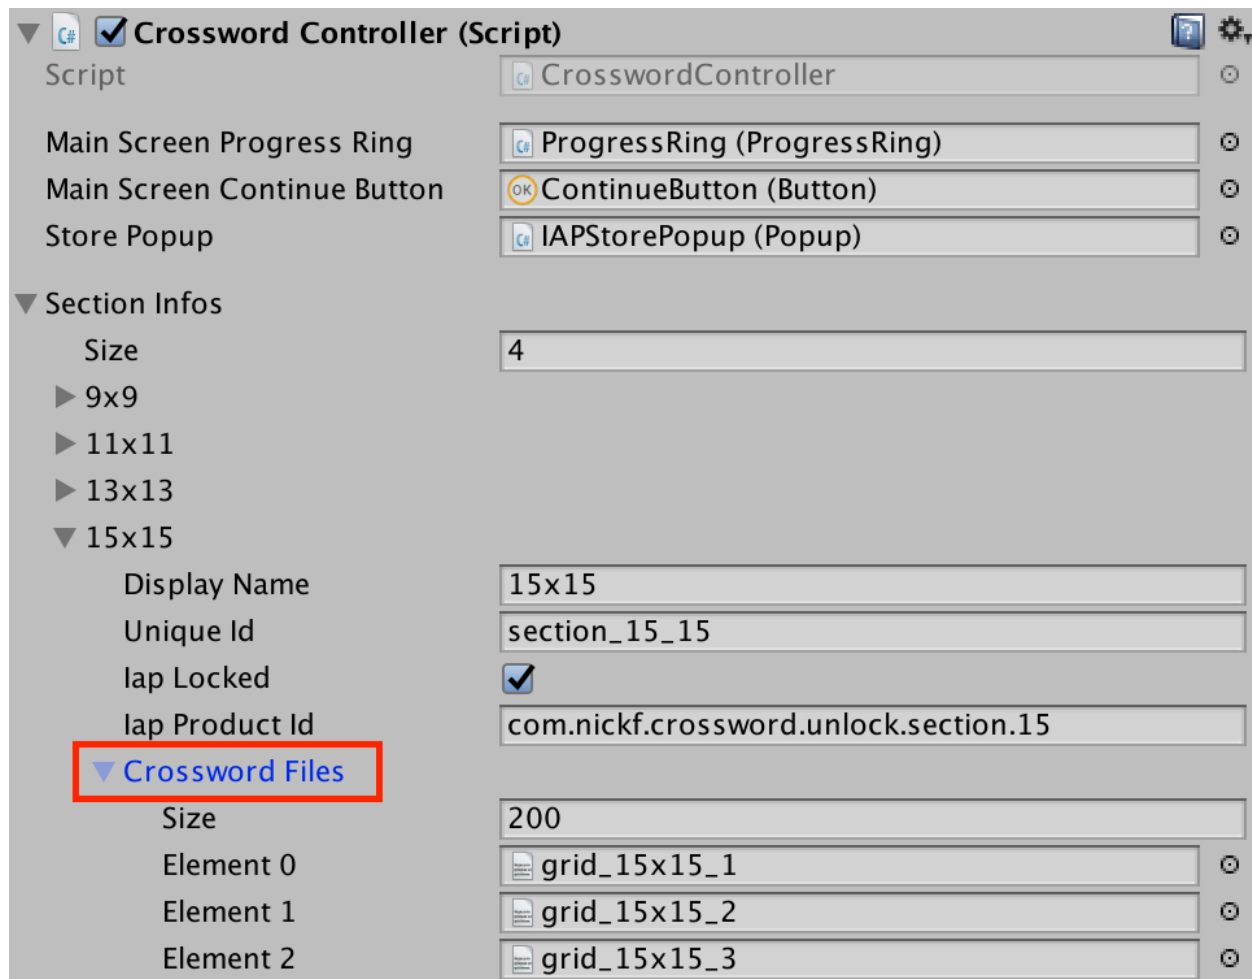 Crossword Controller (Script)
Script CrosswordController
Main Screen Progress Ring ProgressRing (ProgressRing)
Main Screen Continue Button OK ContinueButton (Button)
Store Popup IAPStorePopup (Popup)
Section Infos
Size 4
9x9
11x11
13x13
15x15
Display Name 15x15
Unique Id section_15_15
Iap Locked
Iap Product Id com.nickf.crossword.unlock.section.15
Crossword Files
Size 200
Element 0 grid_15x15_1
Element 1 grid_15x15_2
Element 2 grid_15x15_3